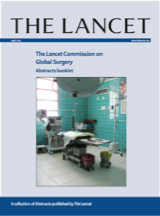 THE LANCET
The Lancet Commission on
Global Surgery
Abstracts booklet
A collection of Abstracts published by The Lancet